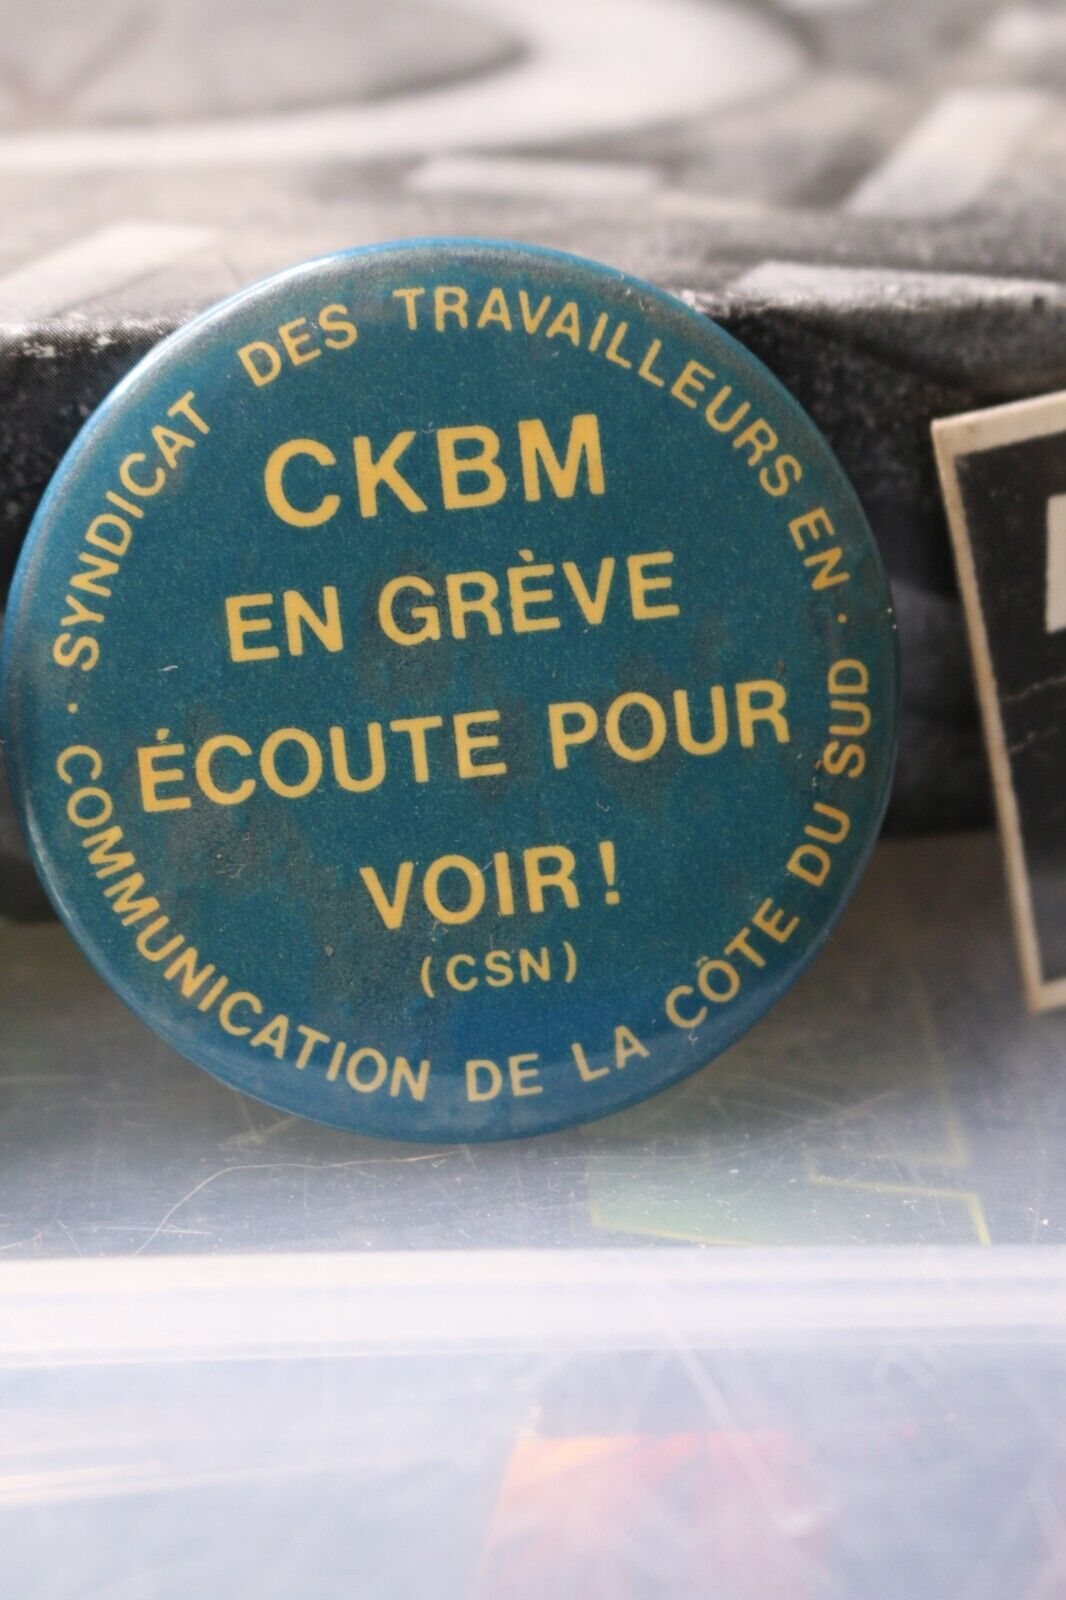 · SYNDICAT DES TRAVAILLEURS EN ·
CKBM
EN GRÈVE
ÉCOUTE POUR
VOIR!
(CSN)
COMMUNICATION DE LA CÔTE DU SUD